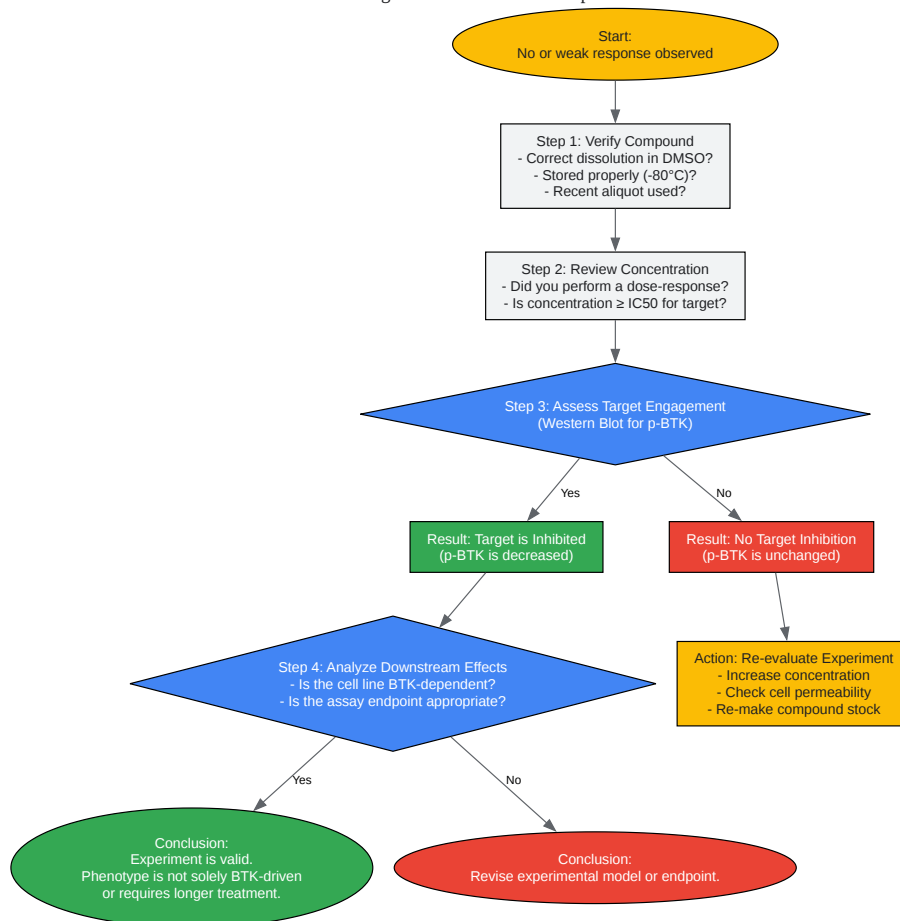 Start:
No or weak response observed
Step 1: Verify Compound
- Correct dissolution in DMSO?
- Stored properly (-80°C)?
- Recent aliquot used?
Step 2: Review Concentration
- Did you perform a dose-response?
- Is concentration ≥ IC50 for target?
Step 3: Assess Target Engagement
(Western Blot for p-BTK)
Yes
No
Result: Target is Inhibited
(p-BTK is decreased)
Result: No Target Inhibition
(p-BTK is unchanged)
Step 4: Analyze Downstream Effects
- Is the cell line BTK-dependent?
- Is the assay endpoint appropriate?
Action: Re-evaluate Experiment
- Increase concentration
- Check cell permeability
- Re-make compound stock
Yes
No
Conclusion:
Experiment is valid.
Phenotype is not solely BTK-driven
or requires longer treatment.
Conclusion:
Revise experimental model or endpoint.